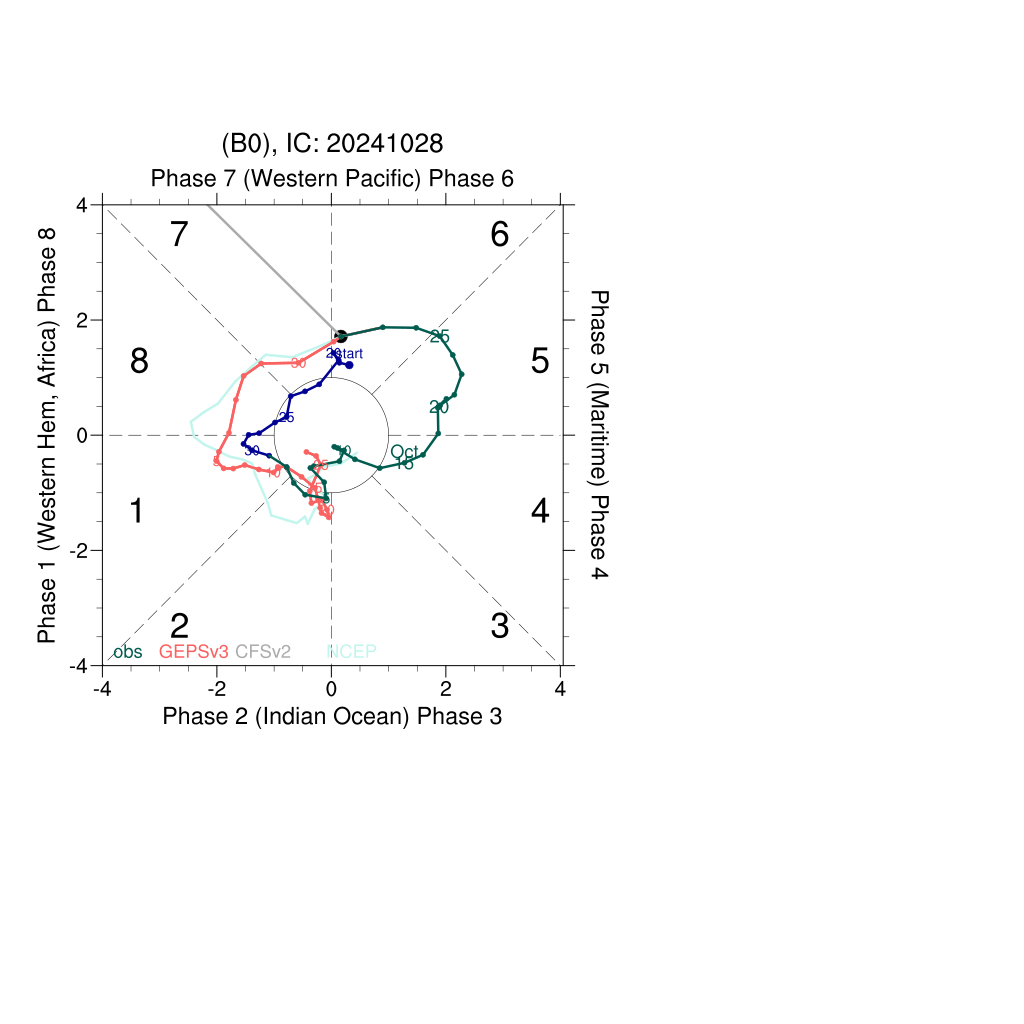 (B0), IC: 20241028
Phase 7 (Western Pacific) Phase 6
Phase 1 (Western Hem, Africa) Phase 8
Phase 5 (Maritime) Phase 4
4
2
0
-2
-4
7
6
8
5
1
4
2
3
25
start
30
25
20
30
Oct
10
15
5
10
obs
GEPSv3
CFSv2
NCEP
-4
-2
0
2
4
Phase 2 (Indian Ocean) Phase 3